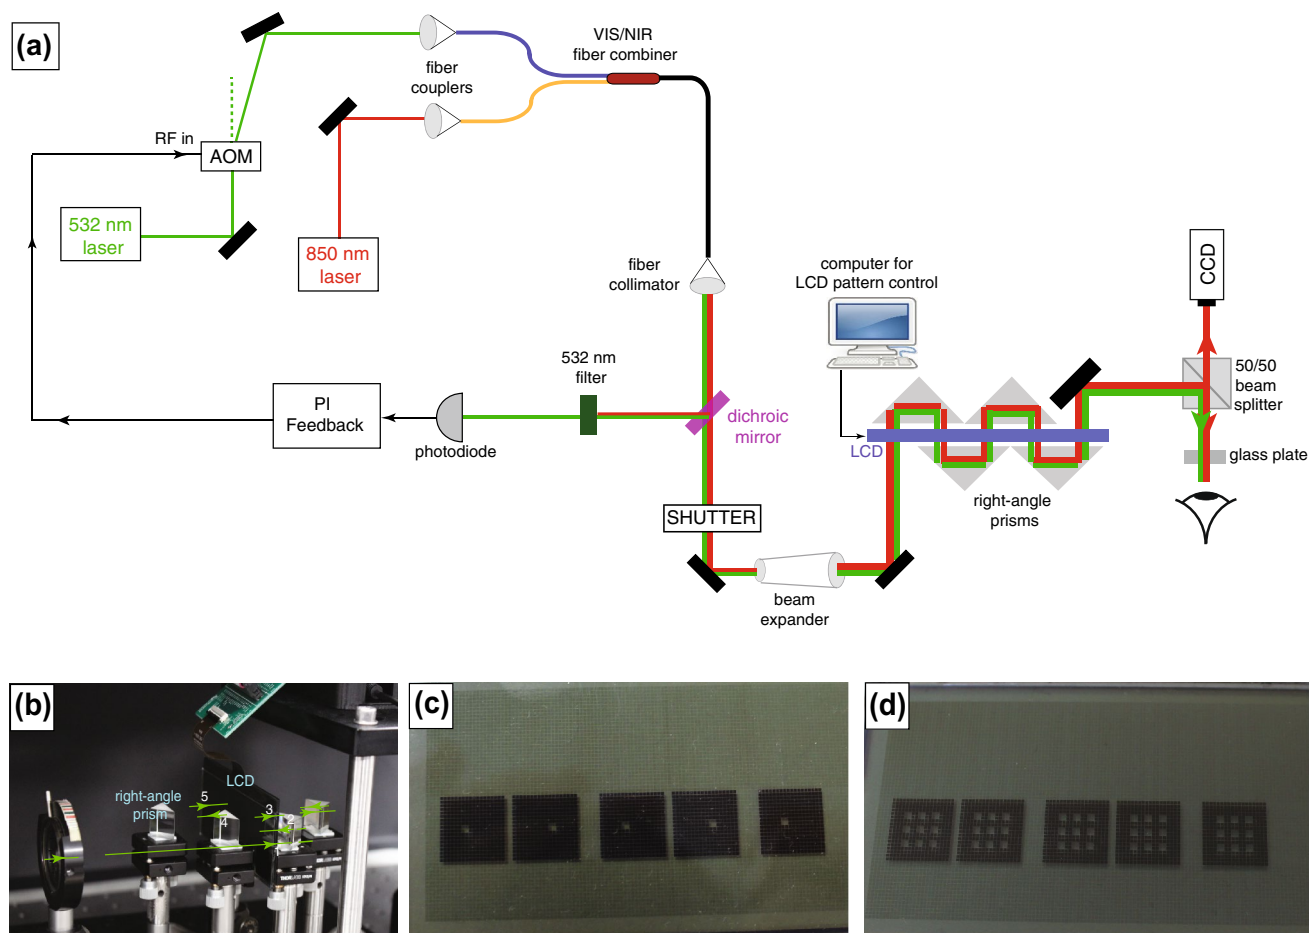 (a)
VIS/NIR
fiber combiner
fiber
couplers
RF in
AOM
532 nm
laser
850 nm
laser
fiber
collimator
computer for
LCD pattern control
CCD
532 nm
filter
50/50
beam
splitter
PI
Feedback
photodiode
dichroic
mirror
LCD
glass plate
right-angle
prisms
SHUTTER
beam
expander
(b)
LCD
right-angle
prism
5
4
3
2
(c)
(d)